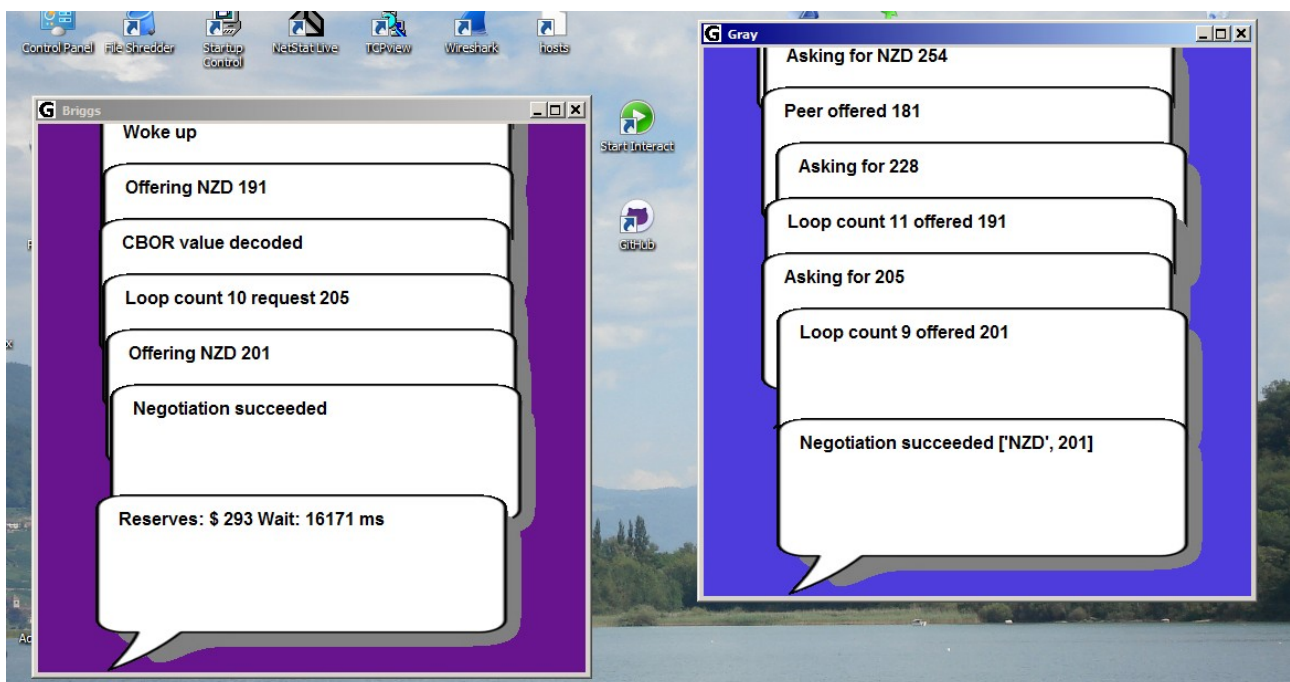 Control Panel
File Shredder
Startup control
NetStat Live
TCPview
Wireshark
hosts
G Briggs
Woke up
Offering NZD 191
CBOR value decoded
Loop count 10 request 205
Offering NZD 201
Negotiation succeeded
Reserves: $ 293 Wait: 16171 ms
Start Interact
GitHub
G Gray
Asking for NZD 254
Peer offered 181
Asking for 228
Loop count 11 offered 191
Asking for 205
Loop count 9 offered 201
Negotiation succeeded ['NZD', 201]